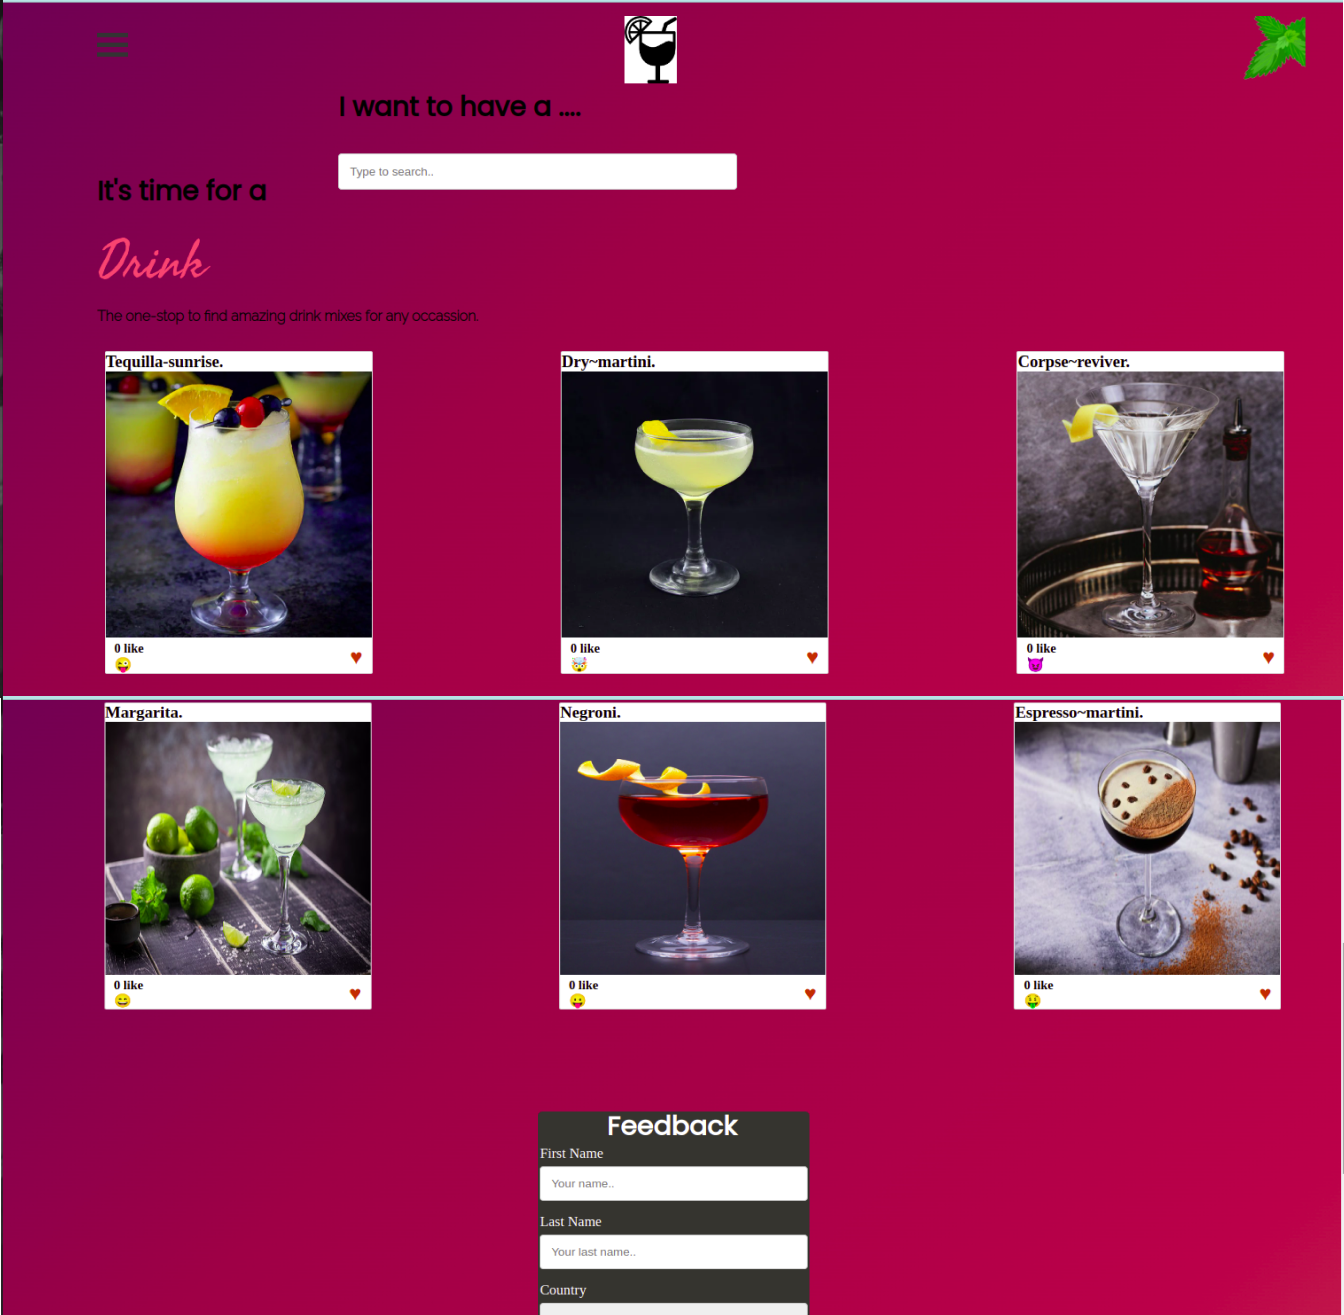 I want to have a ....
Type to search..
It's time for a
Drink
The one-stop to find amazing drink mixes for any occassion.
Tequilla-sunrise.
Dry~martini.
Corpse~reviver.
0 like
0 like
0 like
Margarita.
Negroni.
Espresso~martini.
0 like
0 like
0 like
Feedback
First Name
Your name..
Last Name
Your last name..
Country